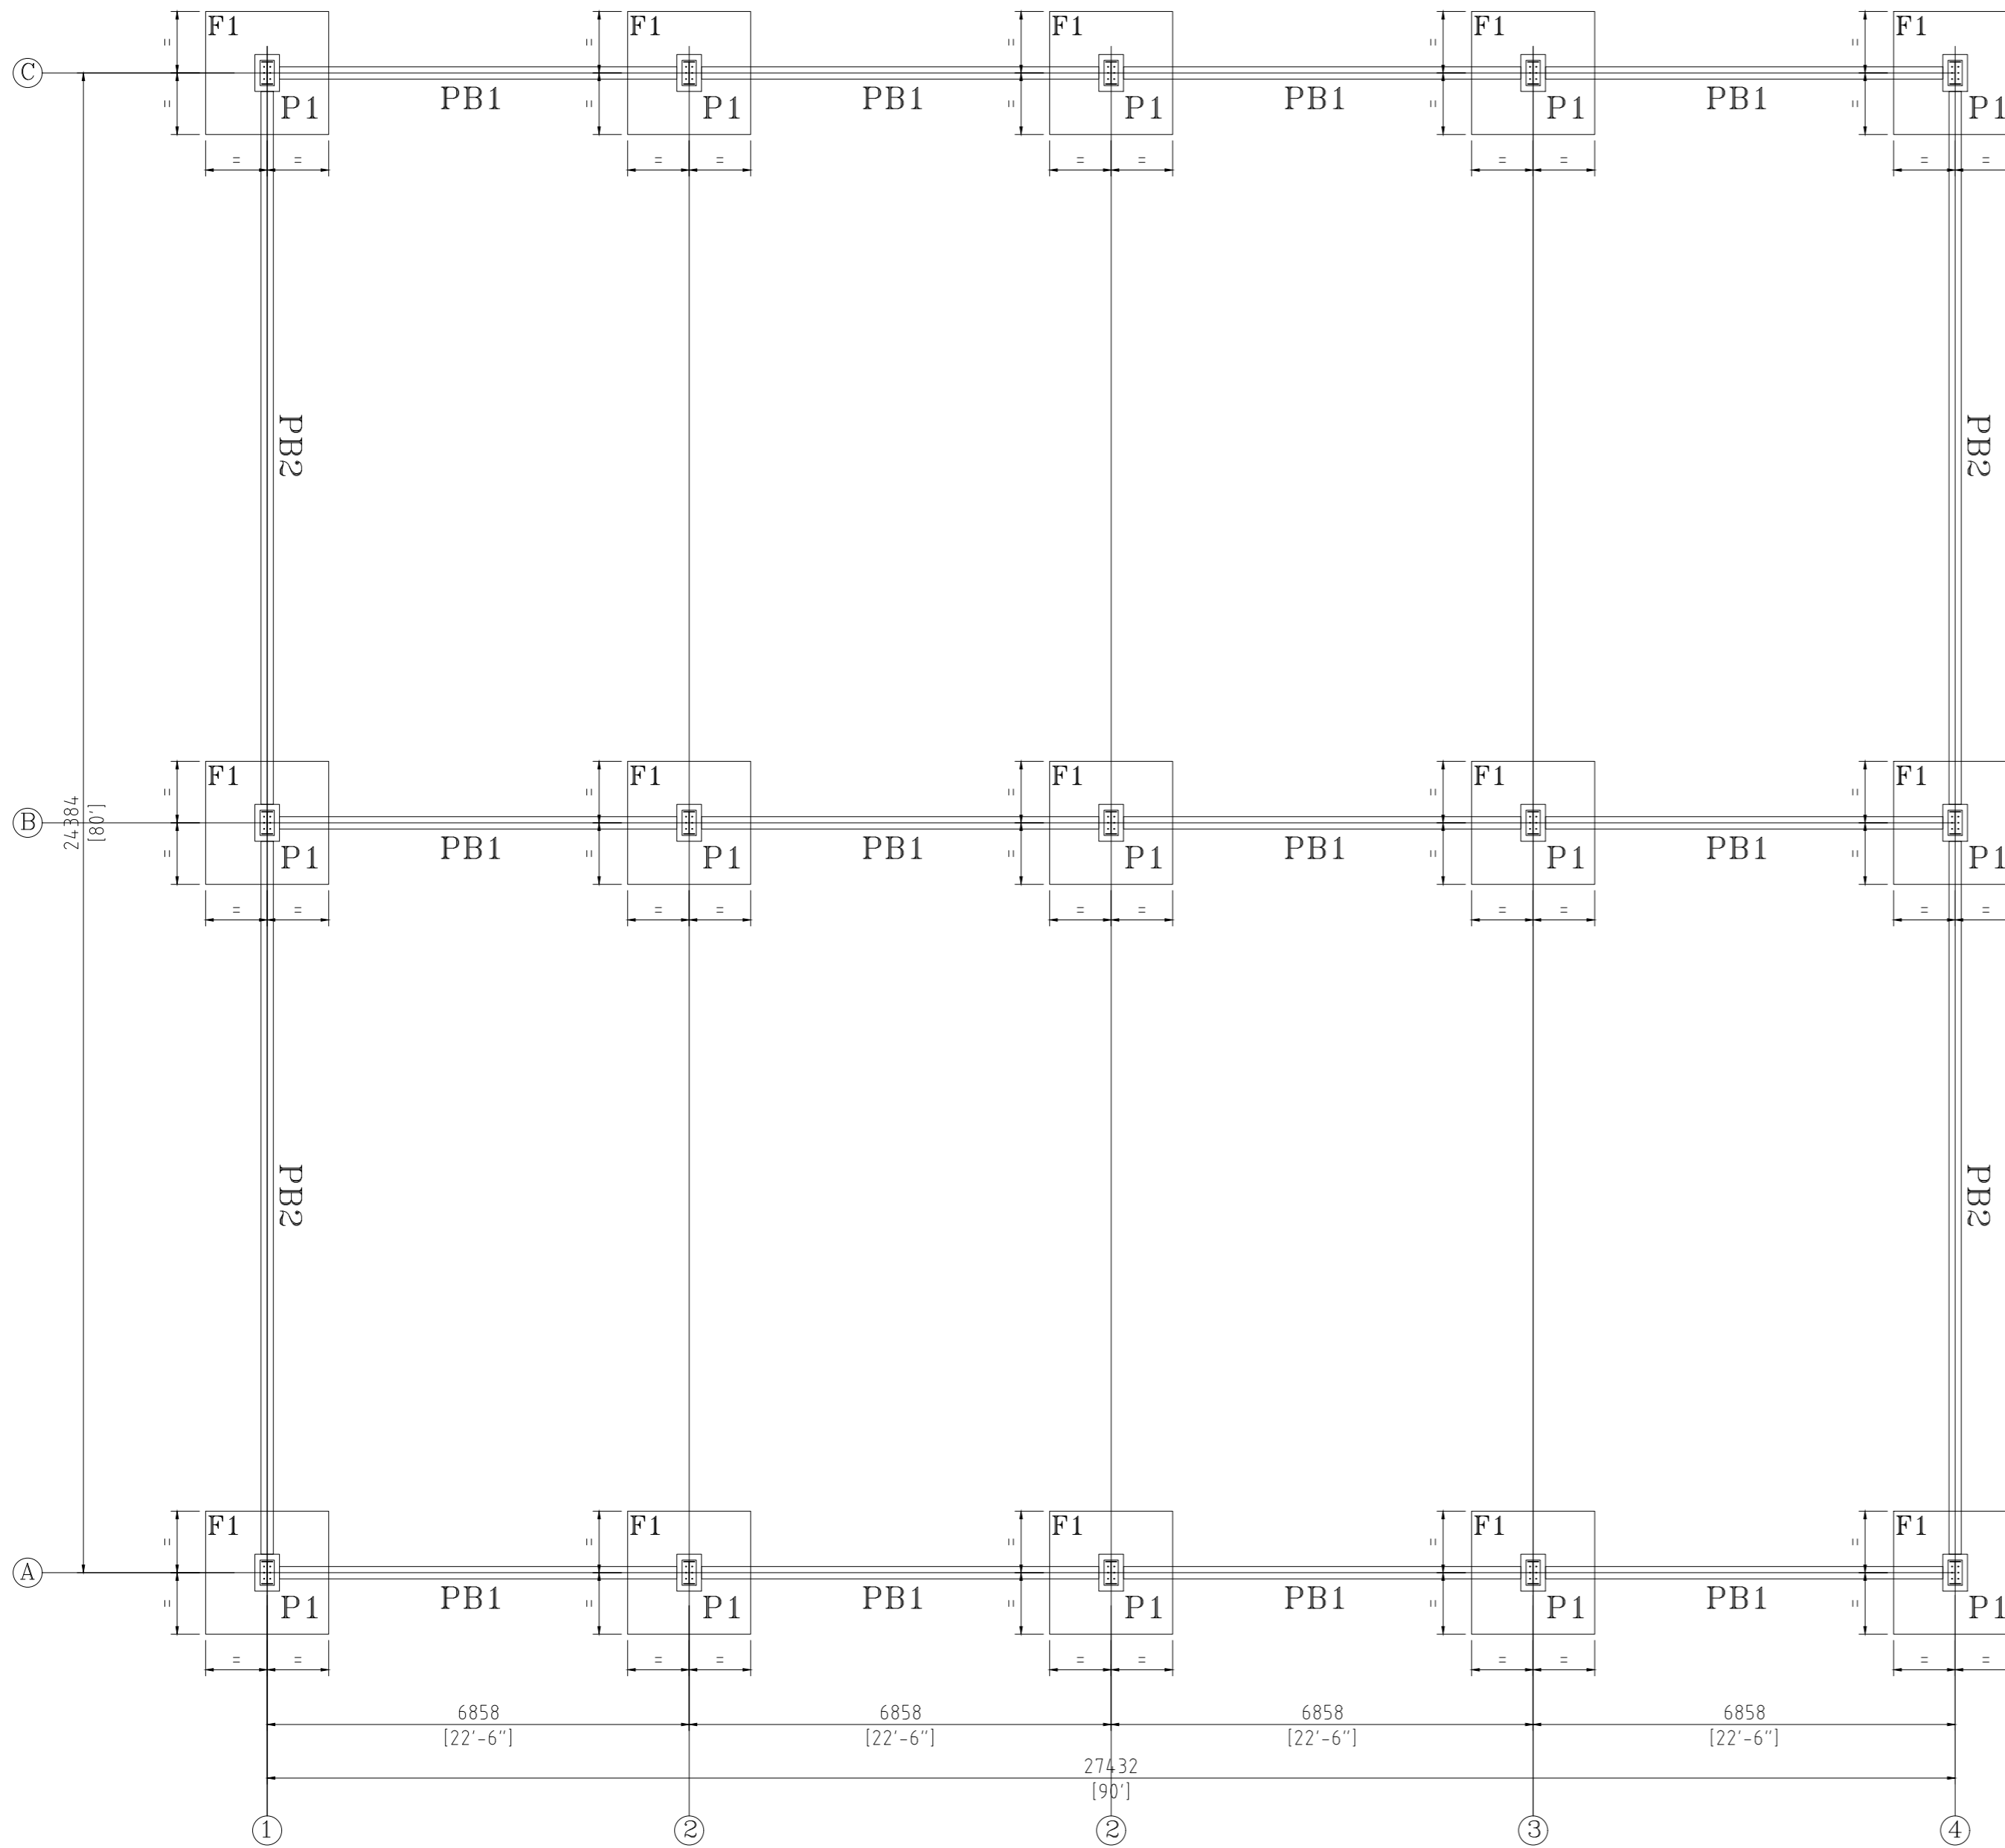 F1 F1 F1 F1 F1
C
P1 PB1 P1 PB1 P1 PB1 P1 PB1 P1
= = = = = = = = = =
= = = = = = = = = =
PB2 PB2
F1 F1 F1 F1 F1
B
24384
[80']
P1 PB1 P1 PB1 P1 PB1 P1 PB1 P1
= = = = = = = = = =
= = = = = = = = = =
PB2 PB2
F1 F1 F1 F1 F1
A
P1 PB1 P1 PB1 P1 PB1 P1 PB1 P1
= = = = = = = = = =
= = = = = = = = = =
6858 6858 6858 6858
[22'-6"] [22'-6"] [22'-6"] [22'-6"]
27432
[90']
1 2 2 3 4